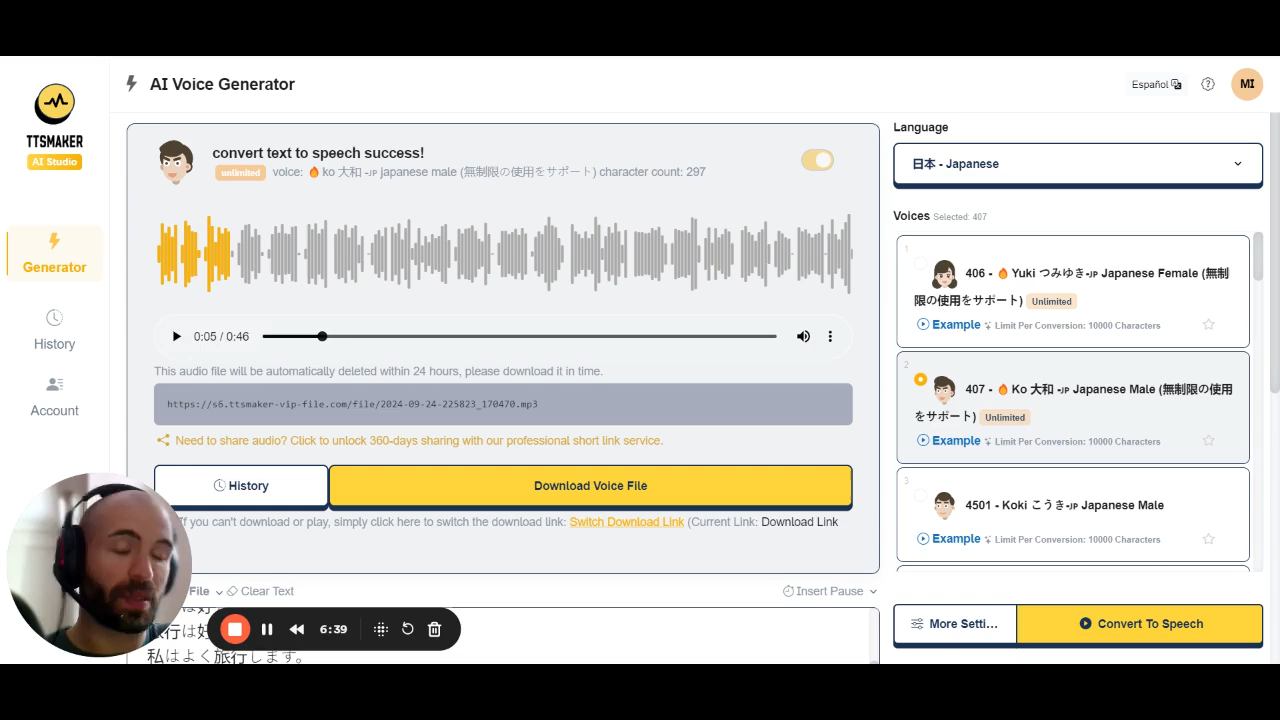 AI Voice Generator
Español
MI
TTSMAKER
AI Studio
Generator
History
Account
convert text to speech success!
unlimited voice: 🔥 ko 大和 -JP japanese male (無制限の使用をサポート) character count: 297
0:05 / 0:46
This audio file will be automatically deleted within 24 hours, please download it in time.
https://s6.ttsmaker-vip-file.com/file/2024-09-24-225823_170470.mp3
Need to share audio? Click to unlock 360-days sharing with our professional short link service.
History
Download Voice File
If you can't download or play, simply click here to switch the download link: Switch Download Link (Current Link: Download Link
File Clear Text
Insert Pause
旅行は好
私はよく旅行します。
6:39
Language
日本 - Japanese
Voices Selected: 407
1
406 - 🔥 Yuki つみゆき-JP Japanese Female (無制
限の使用をサポート) Unlimited
Example Limit Per Conversion: 10000 Characters
2
407 - 🔥 Ko 大和 -JP Japanese Male (無制限の使用
をサポート) Unlimited
Example Limit Per Conversion: 10000 Characters
3
4501 - Koki こうき-JP Japanese Male
Example Limit Per Conversion: 10000 Characters
More Setti...
Convert To Speech